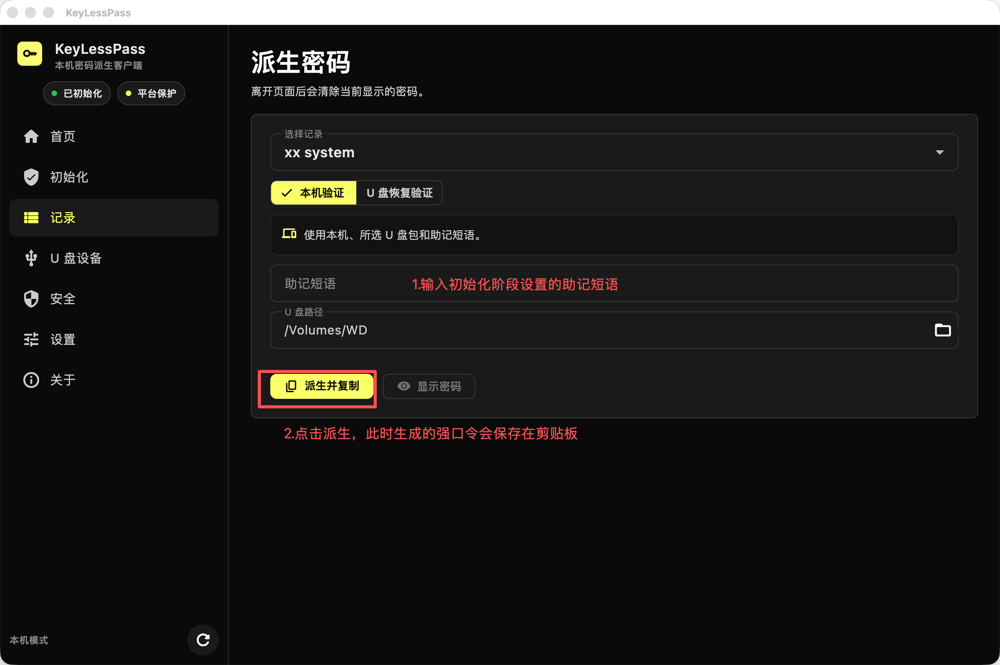 KeyLessPass
KeyLessPass
本机密码派生客户端
已初始化
平台保护
首页
初始化
记录
U 盘设备
安全
设置
关于
本机模式
派生密码
离开页面后会清除当前显示的密码。
选择记录
xx system
本机验证
U 盘恢复验证
使用本机、所选 U 盘包和助记短语。
助记短语
1.输入初始化阶段设置的助记短语
U 盘路径
/Volumes/WD
派生并复制
显示密码
2.点击派生，此时生成的强口令会保存在剪贴板